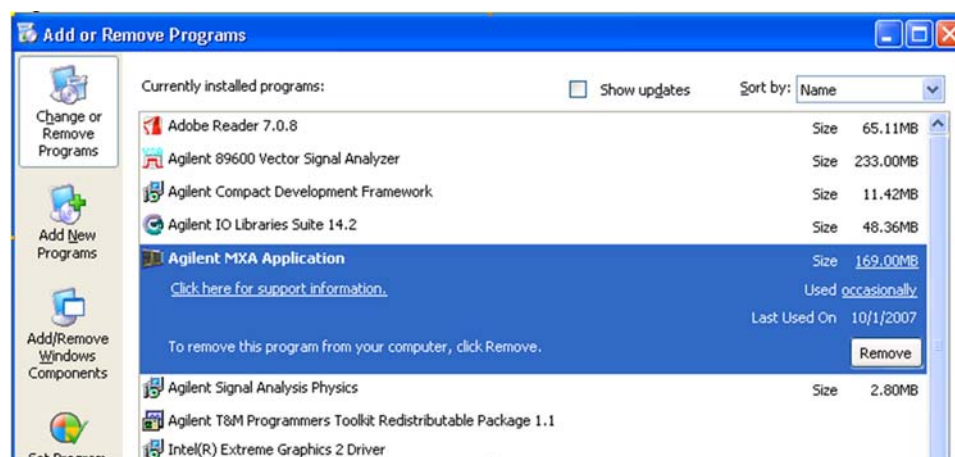 Add or Remove Programs
Change or
Remove
Programs
Add New
Programs
Add/Remove
Windows
Components
Currently installed programs:
Show updates
Sort by: Name
Adobe Reader 7.0.8 Size 65.11MB
Agilent 89600 Vector Signal Analyzer Size 233.00MB
Agilent Compact Development Framework Size 11.42MB
Agilent IO Libraries Suite 14.2 Size 48.36MB
Agilent MXA Application Size 169.00MB
Click here for support information. Used occasionally
Last Used On 10/1/2007
To remove this program from your computer, click Remove. Remove
Agilent Signal Analysis Physics Size 2.80MB
Agilent T&M Programmers Toolkit Redistributable Package 1.1
Intel(R) Extreme Graphics 2 Driver